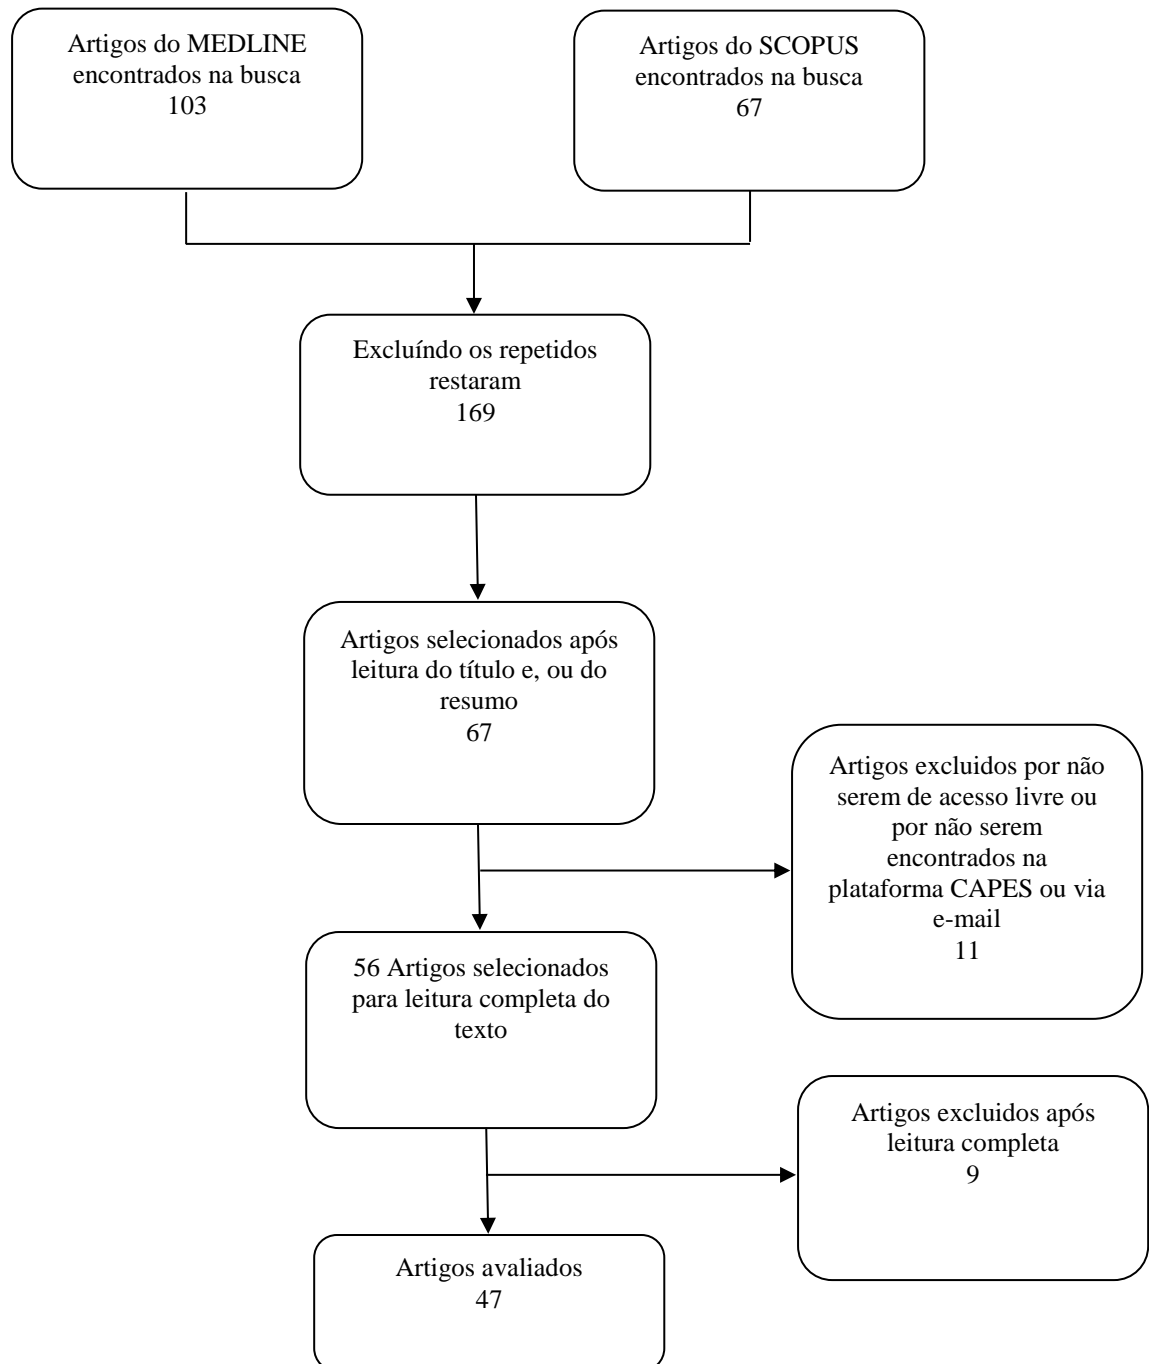 Artigos do MEDLINE
encontrados na busca
103
Artigos do SCOPUS
encontrados na busca
67
Excluíndo os repetidos
restaram
169
Artigos selecionados após
leitura do título e, ou do
resumo
67
Artigos excluidos por não
serem de acesso livre ou
por não serem
encontrados na
plataforma CAPES ou via
e-mail
11
56 Artigos selecionados
para leitura completa do
texto
Artigos excluidos após
leitura completa
9
Artigos avaliados
47